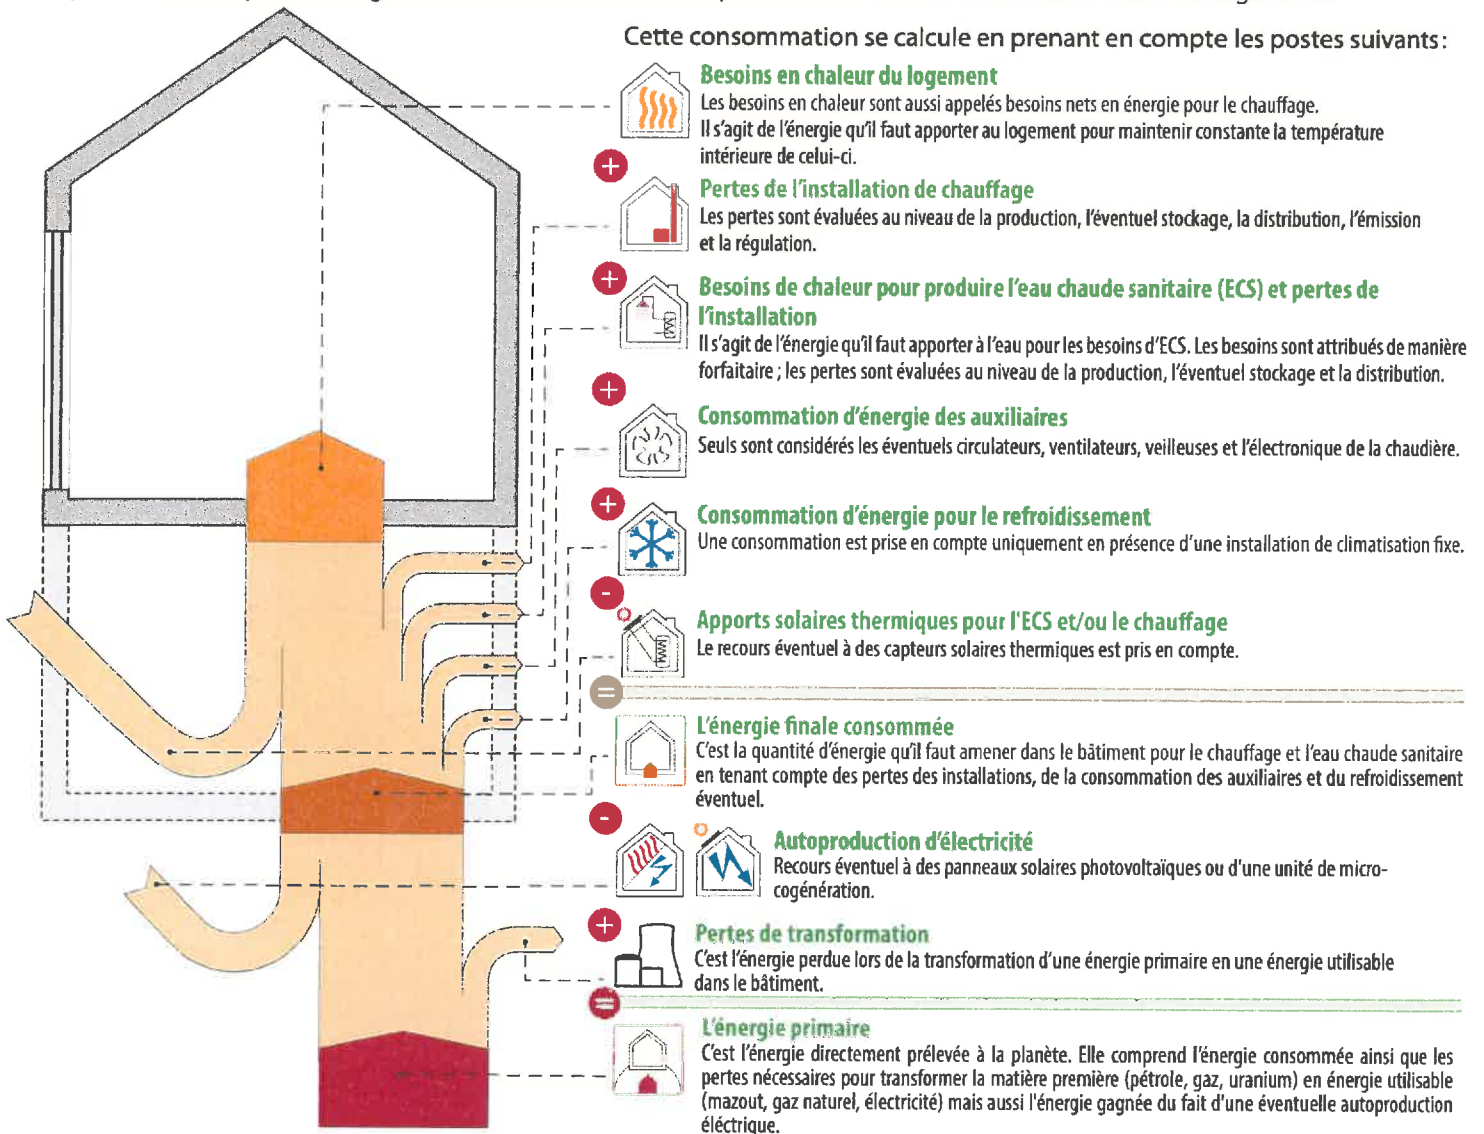 Cette consommation se calcule en prenant en compte les postes suivants:
Besoins en chaleur du logement
Les besoins en chaleur sont aussi appelés besoins nets en énergie pour le chauffage.
Il s'agit de l'énergie qu'il faut apporter au logement pour maintenir constante la température
intérieure de celui-ci.
+
Pertes de l'installation de chauffage
Les pertes sont évaluées au niveau de la production, l'éventuel stockage, la distribution, l'émission
et la régulation.
+
Besoins de chaleur pour produire l'eau chaude sanitaire (ECS) et pertes de
l'installation
Il s'agit de l'énergie qu'il faut apporter à l'eau pour les besoins d'ECS. Les besoins sont attribués de manière
forfaitaire ; les pertes sont évaluées au niveau de la production, l'éventuel stockage et la distribution.
+
Consommation d'énergie des auxiliaires
Seuls sont considérés les éventuels circulateurs, ventilateurs, veilleuses et l'électronique de la chaudière.
+
Consommation d'énergie pour le refroidissement
Une consommation est prise en compte uniquement en présence d'une installation de climatisation fixe.
-
Apports solaires thermiques pour l'ECS et/ou le chauffage
Le recours éventuel à des capteurs solaires thermiques est pris en compte.
=
L'énergie finale consommée
C'est la quantité d'énergie qu'il faut amener dans le bâtiment pour le chauffage et l'eau chaude sanitaire
en tenant compte des pertes des installations, de la consommation des auxiliaires et du refroidissement
éventuel.
-
Autoproduction d'électricité
Recours éventuel à des panneaux solaires photovoltaïques ou d'une unité de micro-
cogénération.
+
Pertes de transformation
C'est l'énergie perdue lors de la transformation d'une énergie primaire en une énergie utilisable
dans le bâtiment.
=
L'énergie primaire
C'est l'énergie directement prélevée à la planète. Elle comprend l'énergie consommée ainsi que les
pertes nécessaires pour transformer la matière première (pétrole, gaz, uranium) en énergie utilisable
(mazout, gaz naturel, électricité) mais aussi l'énergie gagnée du fait d'une éventuelle autoproduction
éléctrique.